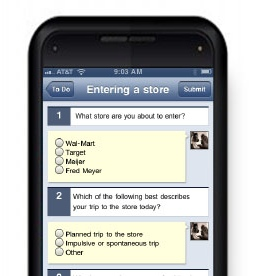 AT&T 9:03 AM
To Do Entering a store Submit
1 What store are you about to enter?
Wal-Mart
Target
Meijer
Fred Meyer
2 Which of the following best describes
your trip to the store today?
Planned trip to the store
Impulsive or spontaneous trip
Other